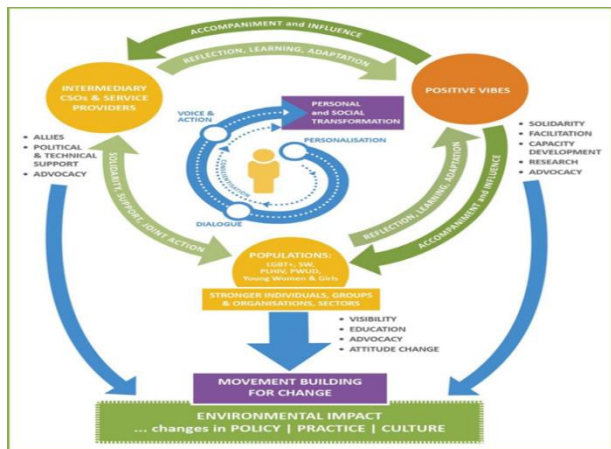 ACCOMPANIMENT and INFLUENCE
REFLECTION, LEARNING, ADAPTATION
INTERMEDIARY
CSOs & SERVICE
PROVIDERS
POSITIVE VIBES
• ALLIES
• POLITICAL
& TECHNICAL
SUPPORT
• ADVOCACY
VOICE &
ACTION
PERSONAL
and SOCIAL
TRANSFORMATION
PERSONALISATION
CONSCIENTISATION
DIALOGUE
• SOLIDARITY
• FACILITATION
• CAPACITY
DEVELOPMENT
• RESEARCH
• ADVOCACY
SOLIDARITY SUPPORT, JOINT ACTION
REFLECTION, LEARNING, ADAPTATION
ACCOMPANIMENT and INFLUENCE
POPULATIONS:
LGBT+, SW,
PLHIV, PWUD,
Young Women & Girls
STRONGER INDIVIDUALS, GROUPS
& ORGANISATIONS, SECTORS
• VISIBILITY
• EDUCATION
• ADVOCACY
• ATTITUDE CHANGE
MOVEMENT BUILDING
FOR CHANGE
ENVIRONMENTAL IMPACT
... changes in POLICY | PRACTICE | CULTURE